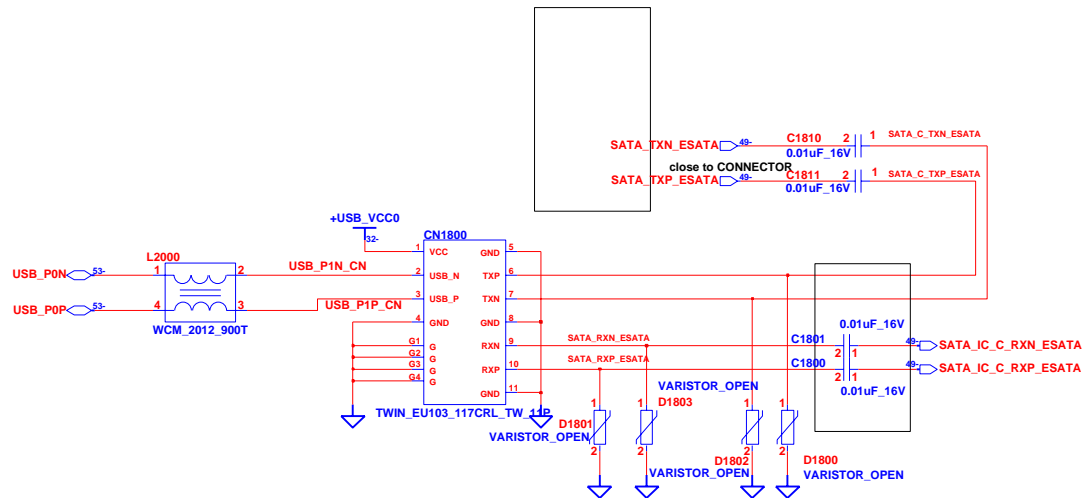 C1810
SATA_C_TXN_ESATA
SATA_TXN_ESATA
49-
2
1
0.01uF_16V
close to CONNECTOR
SATA_TXP_ESATA
49-
C1811
2
1
SATA_C_TXP_ESATA
0.01uF_16V
+USB_VCC0
32-
CN1800
L2000
USB_P0N
53-
1
2
USB_P1N_CN
USB_P0P
53-
4
3
USB_P1P_CN
WCM_2012_900T
1
VCC
GND
5
2
USB_N
TXP
6
3
USB_P
TXN
7
4
GND
GND
8
G1
G
RXN
9
SATA_RXN_ESATA
G2
G
G3
G
RXP
10
SATA_RXP_ESATA
G4
G
GND
11
TWIN_EU103_117CRL_TW_11P
0.01uF_16V
C1801
2
1
49-
SATA_IC_C_RXN_ESATA
C1800
2
1
49-
SATA_IC_C_RXP_ESATA
0.01uF_16V
VARISTOR_OPEN
1
1
D1803
1
1
D1801
VARISTOR_OPEN
2
2
2
2
D1802
D1800
VARISTOR_OPEN
VARISTOR_OPEN